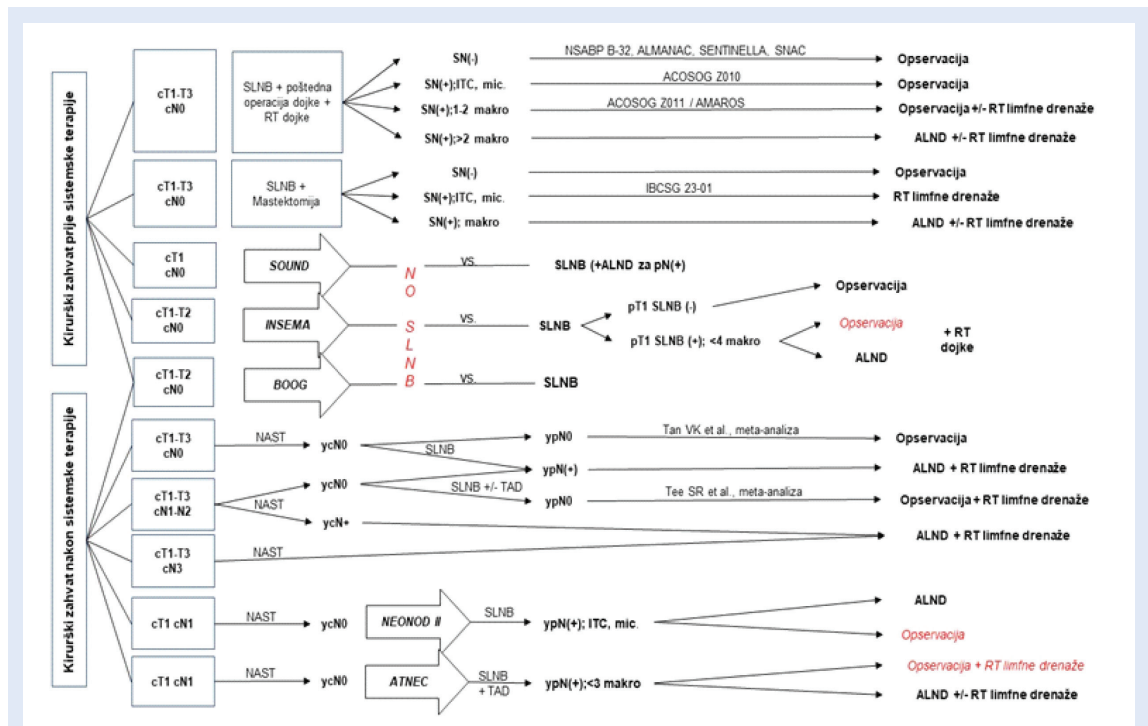 Kirurški zahvat prije sistemske terapije
cT1-T3
cN0
SLNB + poštedna
operacija dojke +
RT dojke
SN(-)
NSABP B-32, ALMANAC, SENTINELLA, SNAC
Opservacija
SN(+);ITC, mic.
ACOSOG Z010
Opservacija
SN(+);1-2 makro
ACOSOG Z011 / AMAROS
Opservacija +/- RT limfne drenaže
SN(+);>2 makro
ALND +/- RT limfne drenaže
cT1-T3
cN0
SLNB +
Mastektomija
SN(-)
Opservacija
SN(+);ITC, mic.
IBCSG 23-01
RT limfne drenaže
SN(+); makro
ALND +/- RT limfne drenaže
cT1
cN0
SOUND
NO SLNB
VS.
SLNB (+ALND za pN(+)
cT1-T2
cN0
INSEMA
VS.
SLNB
pT1 SLNB (-)
Opservacija
pT1 SLNB (+); <4 makro
Opservacija
ALND
+ RT
dojke
cT1-T2
cN0
BOOG
VS.
SLNB
Kirurški zahvat nakon sistemske terapije
cT1-T3
cN0
NAST
ycN0
SLNB
ypN0
Tan VK et al., meta-analiza
Opservacija
ypN(+)
ALND + RT limfne drenaže
cT1-T3
cN1-N2
NAST
ycN0
SLNB +/- TAD
ypN0
Tee SR et al., meta-analiza
Opservacija + RT limfne drenaže
ycN+
ALND + RT limfne drenaže
cT1-T3
cN3
NAST
cT1 cN1
NAST
ycN0
NEONOD II
SLNB
ypN(+); ITC, mic.
ALND
Opservacija
cT1 cN1
NAST
ycN0
ATNEC
SLNB
+ TAD
ypN(+);<3 makro
Opservacija + RT limfne drenaže
ALND +/- RT limfne drenaže